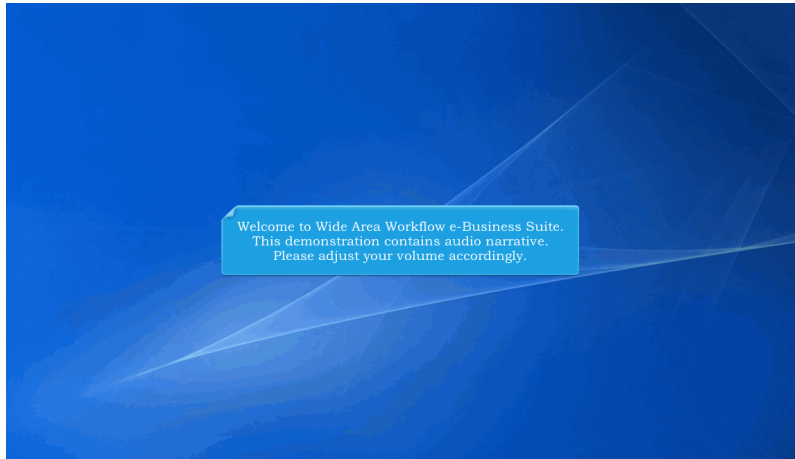 Welcome to Wide Area Workflow e-Business Suite.
This demonstration contains audio narrative.
Please adjust your volume accordingly.